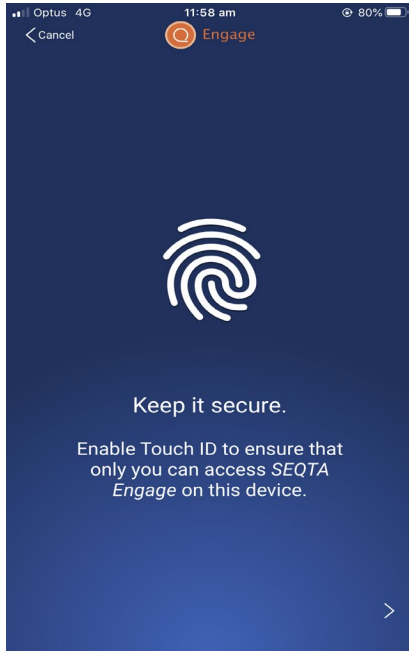 Optus 4G 11:58 am 80%
Cancel Engage
Keep it secure.
Enable Touch ID to ensure that
only you can access SEQTA
Engage on this device.